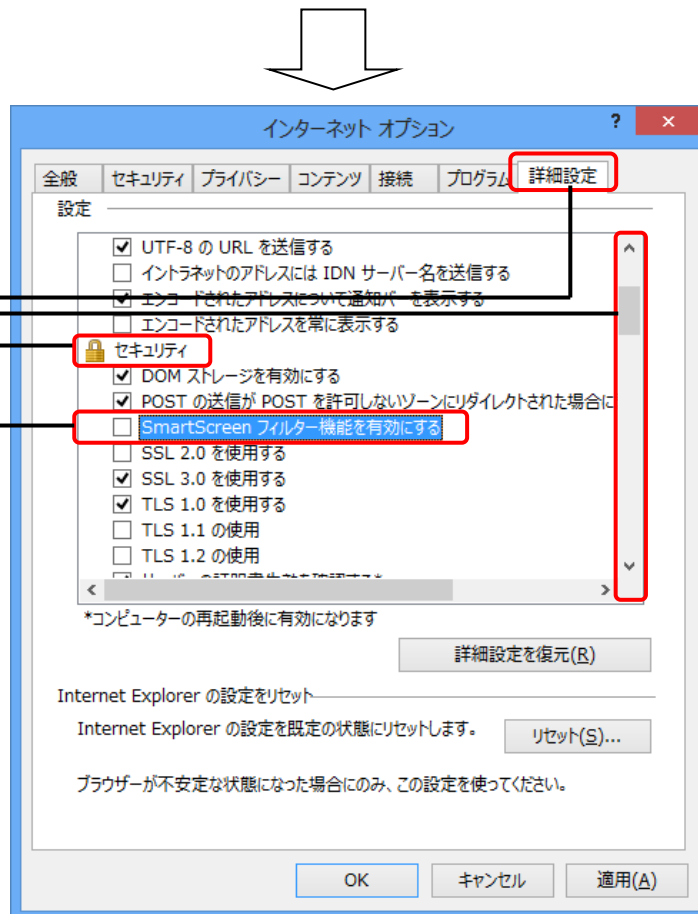 インターネット オプション
?
×
全般 セキュリティ プライバシー コンテンツ 接続 プログラム 詳細設定
設定
UTF-8 の URL を送信する
イントラネットのアドレスには IDN サーバー名を送信する
エンコードされたアドレスについて通知バーを表示する
エンコードされたアドレスを常に表示する
セキュリティ
DOM ストレージを有効にする
POST の送信が POST を許可しないゾーンにリダイレクトされた場合に
SmartScreen フィルター機能を有効にする
SSL 2.0 を使用する
SSL 3.0 を使用する
TLS 1.0 を使用する
TLS 1.1 の使用
TLS 1.2 の使用
*コンピューターの再起動後に有効になります
詳細設定を復元(R)
Internet Explorer の設定をリセット
Internet Explorer の設定を既定の状態にリセットします。
リセット(S)...
ブラウザーが不安定な状態になった場合にのみ、この設定を使ってください。
OK キャンセル 適用(A)